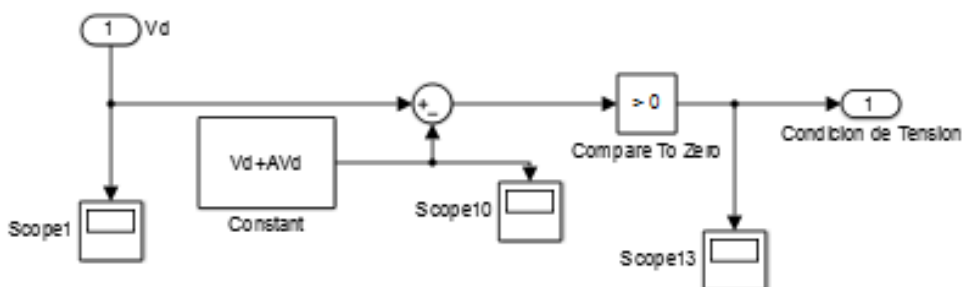 1
Vd
+
−
> 0
1
Compare To Zero
Condicion de Tension
Vd+AVd
Constant
Scope1
Scope10
Scope13